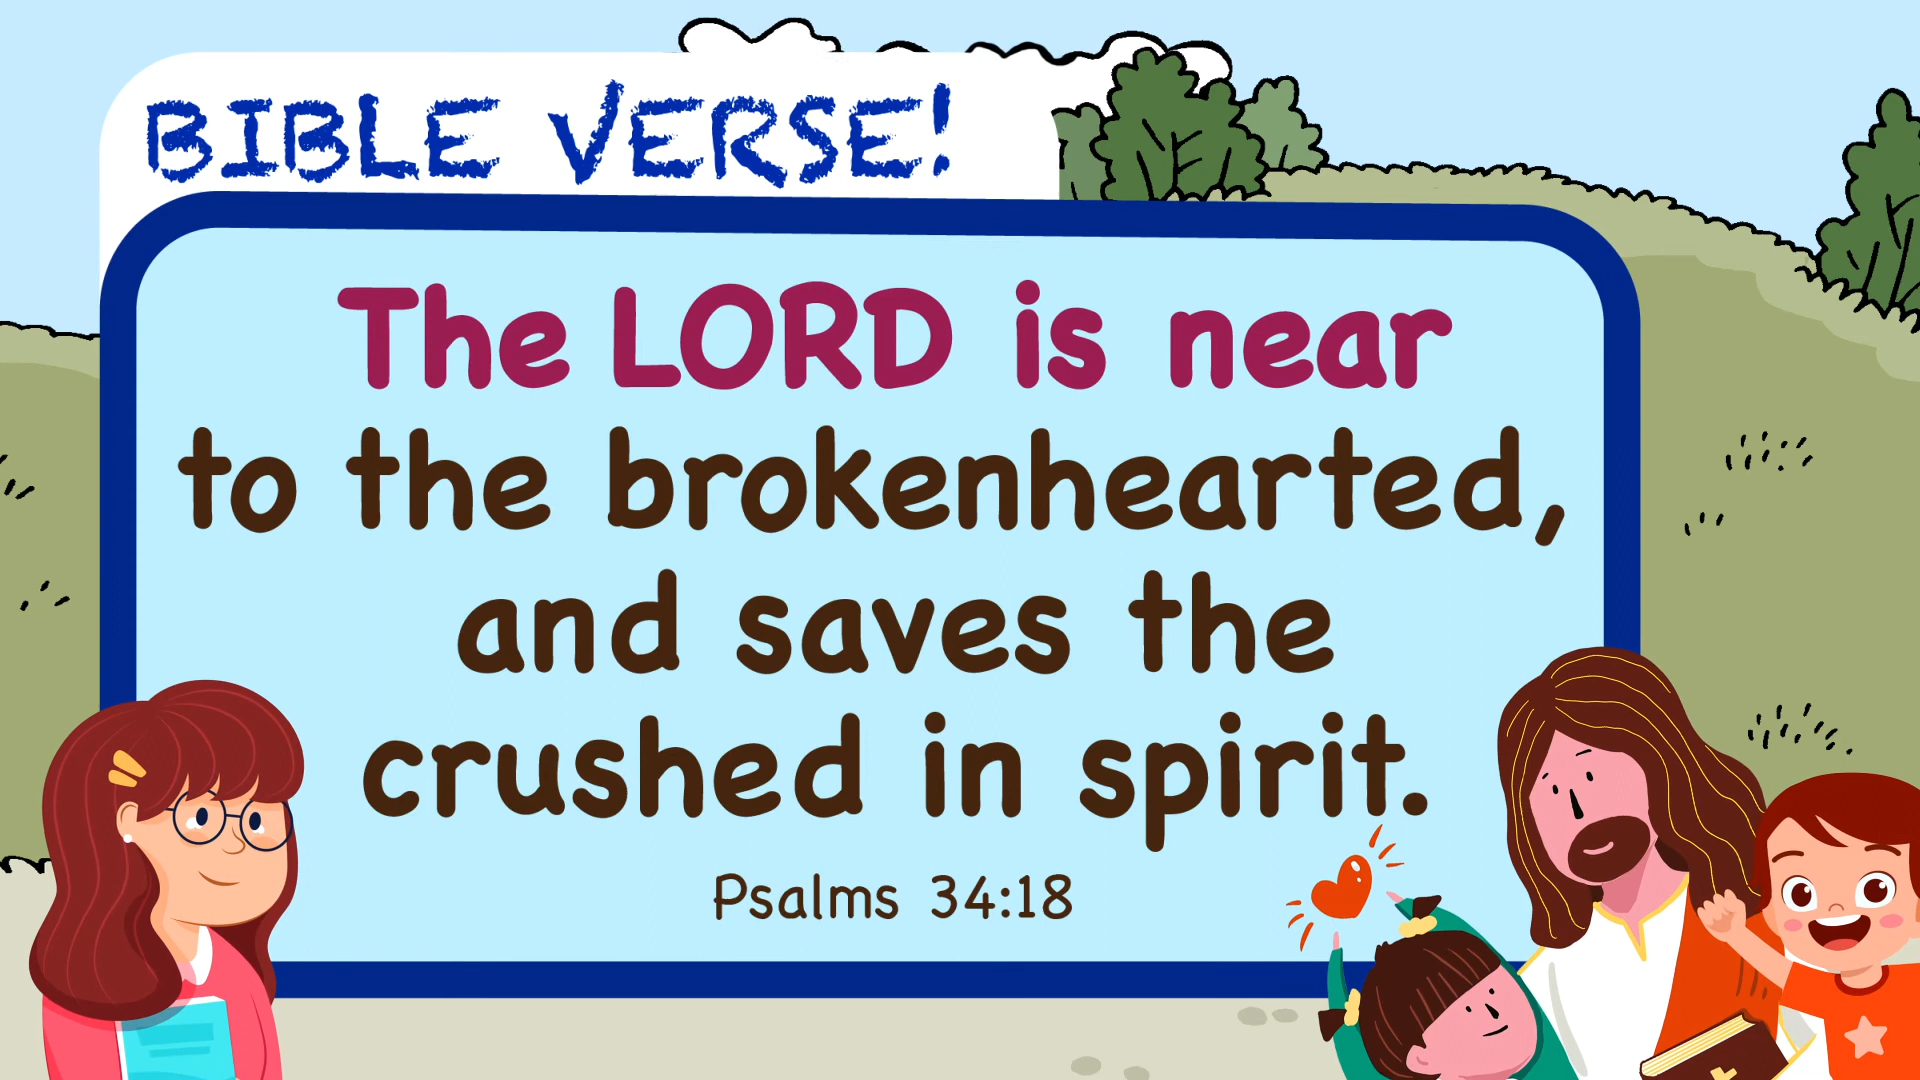 BIBLE VERSE!
The LORD is near
to the brokenhearted,
and saves the
crushed in spirit.
Psalms 34:18